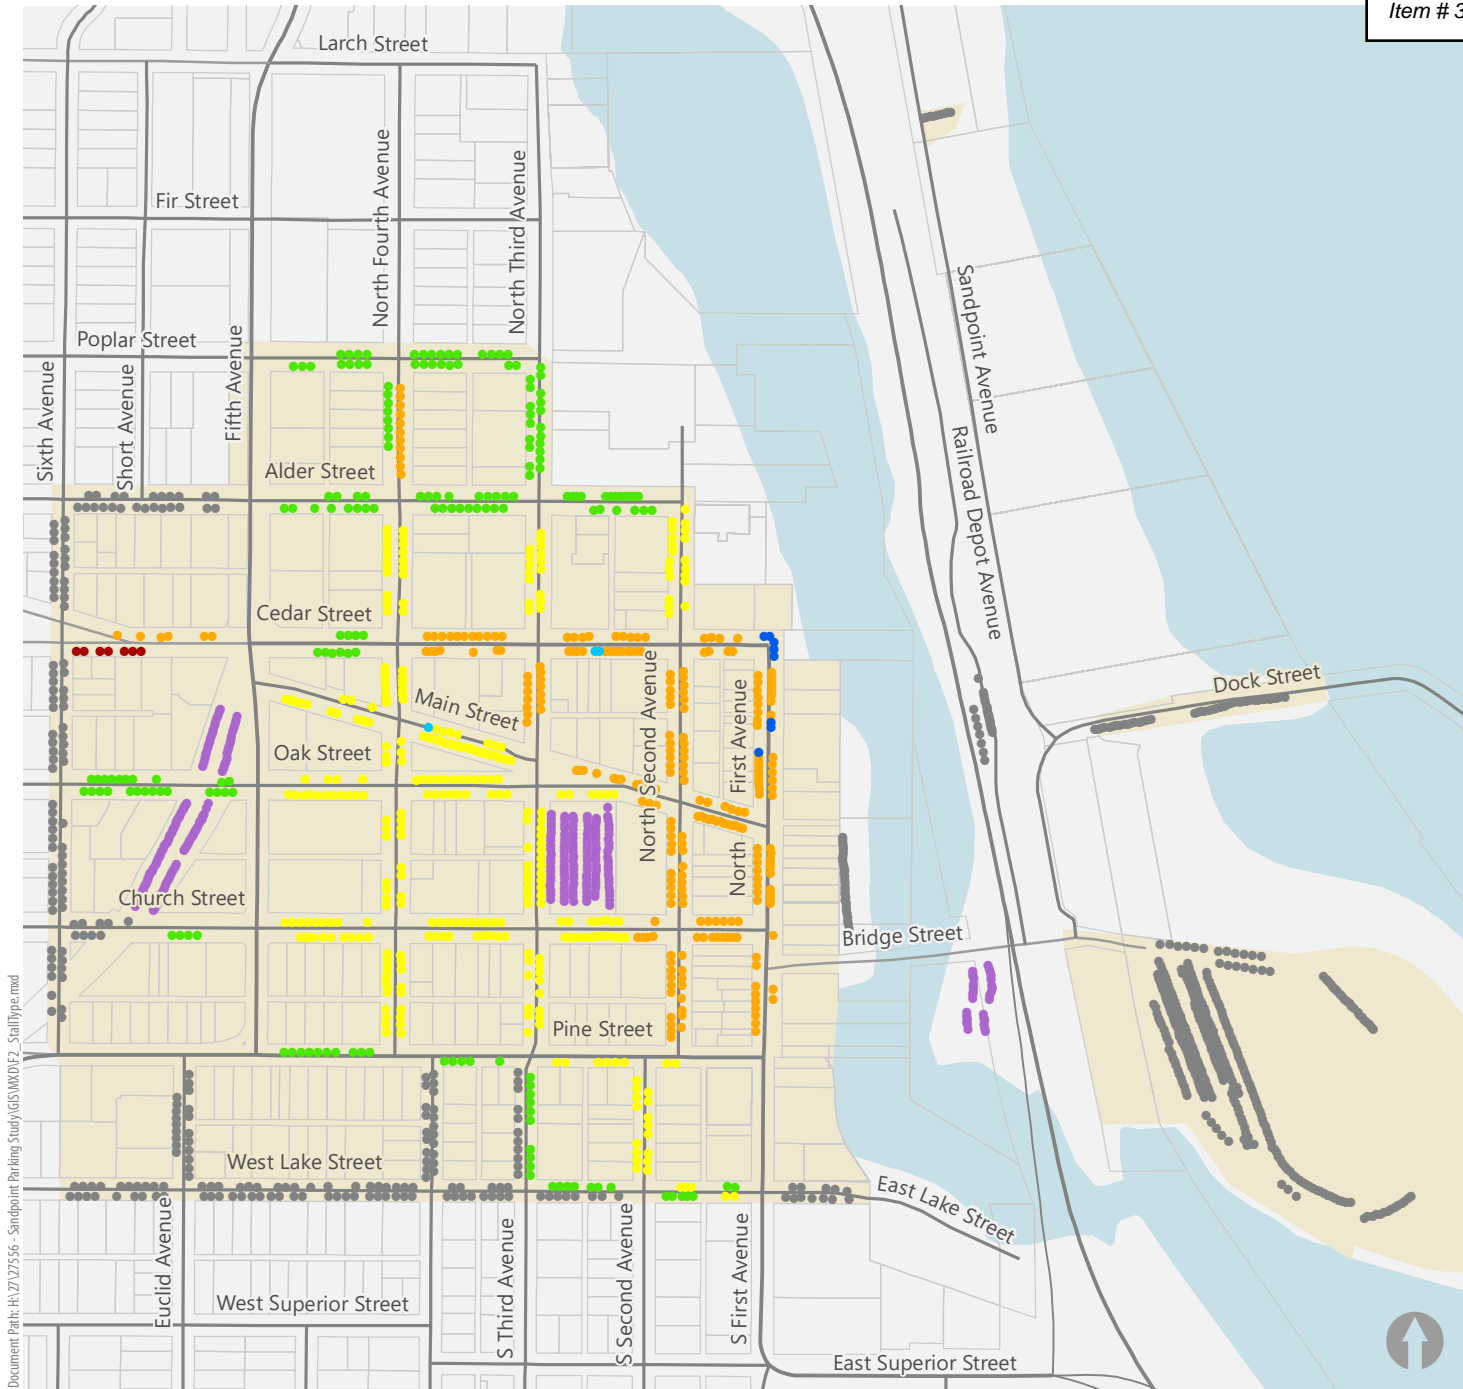 Item # 3
Larch Street
Fir Street
North Fourth Avenue
North Third Avenue
Poplar Street
Fifth Avenue
Sixth Avenue
Short Avenue
Sandpoint Avenue
Alder Street
Railroad Depot Avenue
Cedar Street
Main Street
North Second Avenue
North First Avenue
Dock Street
Oak Street
Church Street
Bridge Street
Pine Street
West Lake Street
East Lake Street
Euclid Avenue
S Third Avenue
S Second Avenue
S First Avenue
West Superior Street
East Superior Street
Document Path: H:\27\27556 - Sandpoint Parking Study\GIS\MXD\F2_StallType.mxd